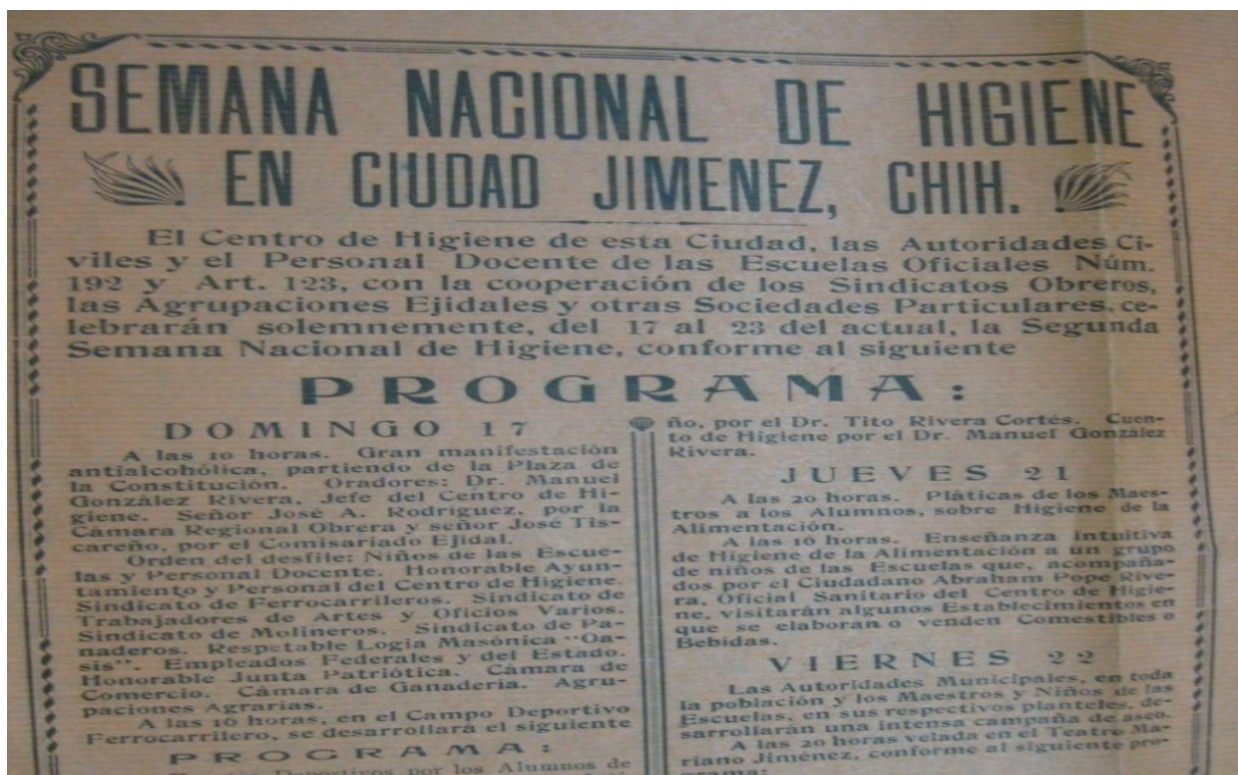 SEMANA NACIONAL DE HIGIENE
EN CIUDAD JIMENEZ, CHIH.
El Centro de Higiene de esta Ciudad, las Autoridades Ci-
viles y el Personal Docente de las Escuelas Oficiales Núm.
192 y Art. 123, con la cooperación de los Sindicatos Obreros,
las Agrupaciones Ejidales y otras Sociedades Particulares, ce-
lebrarán solemnemente, del 17 al 23 del actual, la Segunda
Semana Nacional de Higiene, conforme al siguiente
PROGRAMA:
DOMINGO 17
A las 10 horas. Gran manifestación
antialcohólica, partiendo de la Plaza de
la Constitución. Oradores: Dr. Manuel
González Rivera, Jefe del Centro de Hi-
giene. Señor José A. Rodríguez, por la
Cámara Regional Obrera y señor José Tis-
careño, por el Comisariado Ejidal.
Orden del desfile: Niños de las Escue-
las y Personal Docente. Honorable Ayun-
tamiento y Personal del Centro de Higiene.
Sindicato de Ferrocarrileros. Sindicato de
Trabajadores de Artes y Oficios Varios.
Sindicato de Molineros. Sindicato de Pa-
naderos. Respetable Logia Masónica "Oa-
sis". Empleados Federales y del Estado.
Honorable Junta Patriótica. Cámara de
Comercio. Cámara de Ganadería. Agru-
paciones Agrarias.
A las 16 horas, en el Campo Deportivo
Ferrocarrilero, se desarrollará el siguiente
PROGRAMA:
Deportivos por los Alumnos de
ño, por el Dr. Tito Rivera Cortés. Cuen-
to de Higiene por el Dr. Manuel González
Rivera.
JUEVES 21
A las 20 horas. Pláticas de los Maes-
tros a los Alumnos, sobre Higiene de la
Alimentación.
A las 16 horas. Enseñanza Intuitiva
de Higiene de la Alimentación a un grupo
de niños de las Escuelas que, acompaña-
dos por el Ciudadano Abraham Pope Rive-
ra, Oficial Sanitario del Centro de Higie-
ne, visitarán algunos Establecimientos en
que se elaboran o venden Comestibles o
Bebidas.
VIERNES 22
Las Autoridades Municipales, en toda
la población y los Maestros y Niños de las
Escuelas, en sus respectivos planteles, de-
sarrollarán una intensa campaña de aseo.
A las 20 horas velada en el Teatro Ma-
riano Jiménez, conforme al siguiente pro-
grama: